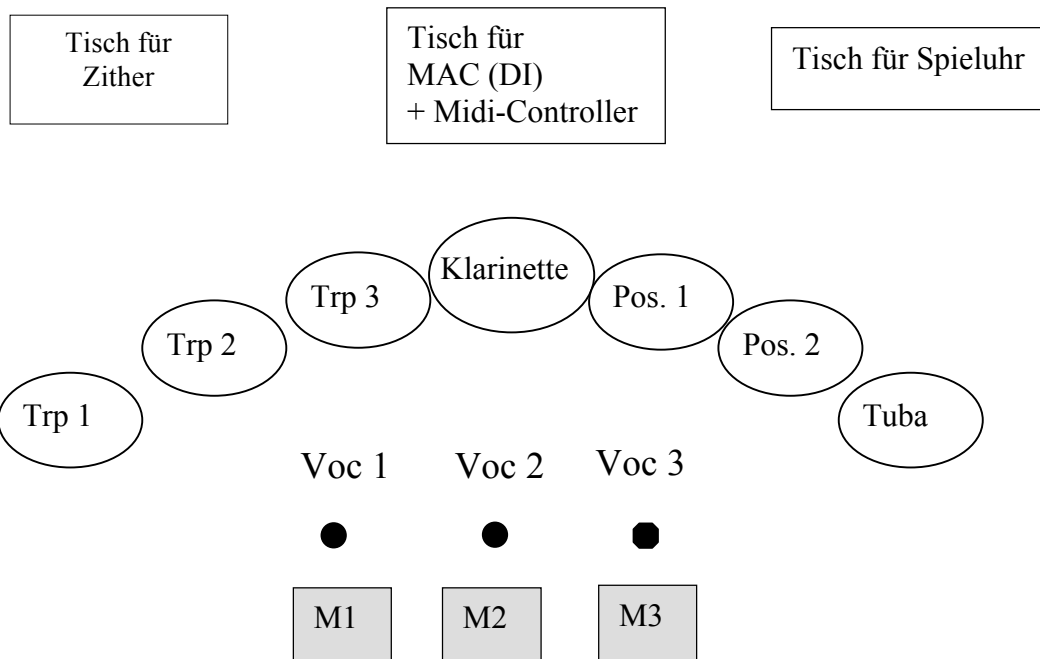 Tisch für
Zither
Tisch für
MAC (DI)
+ Midi-Controller
Tisch für Spieluhr
Klarinette
Trp 3
Pos. 1
Trp 2
Pos. 2
Trp 1
Tuba
Voc 1
Voc 2
Voc 3
M1
M2
M3